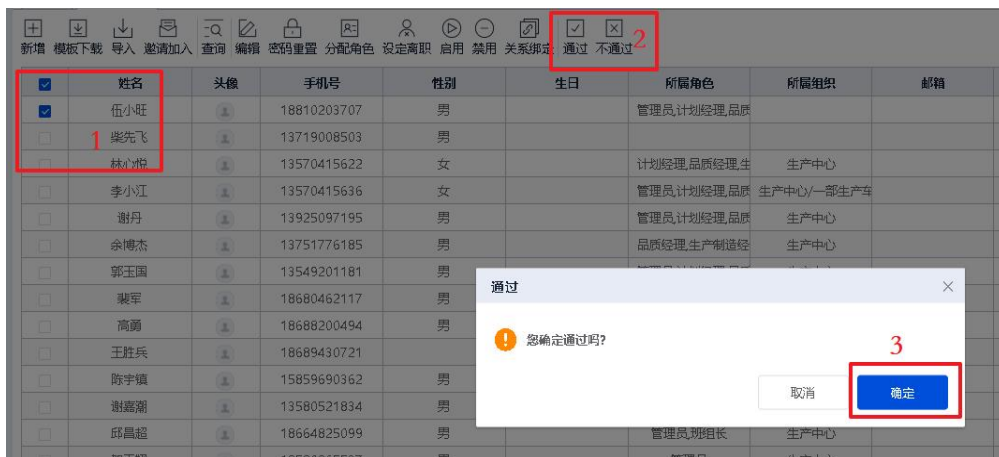 新增 模板下载 导入 邀请加入 查询 编辑 密码重置 分配角色 设定离职 启用 禁用 关系绑定 通过 不通过 2
姓名 头像 手机号 性别 生日 所属角色 所属组织 邮箱
伍小旺 18810203707 男 管理员,计划经理,品质
1 柴先飞 13719008503 男
林心悦 13570415622 女 计划经理,品质经理,生 生产中心
李小江 13570415636 女 管理员,计划经理,品质 生产中心/一部生产车
谢丹 13925097195 男 管理员,计划经理,品质 生产中心
余博杰 13751776185 男 品质经理,生产制造经 生产中心
郭玉国 13549201181 男
裴军 18680462117 男
高勇 18688200494 男
王胜兵 18689430721
陈宇镇 15859690362 男
谢嘉潮 13580521834 男
邱昌超 18664825099 男 管理员,班组长 生产中心
通过
您确定通过吗?
3
取消 确定